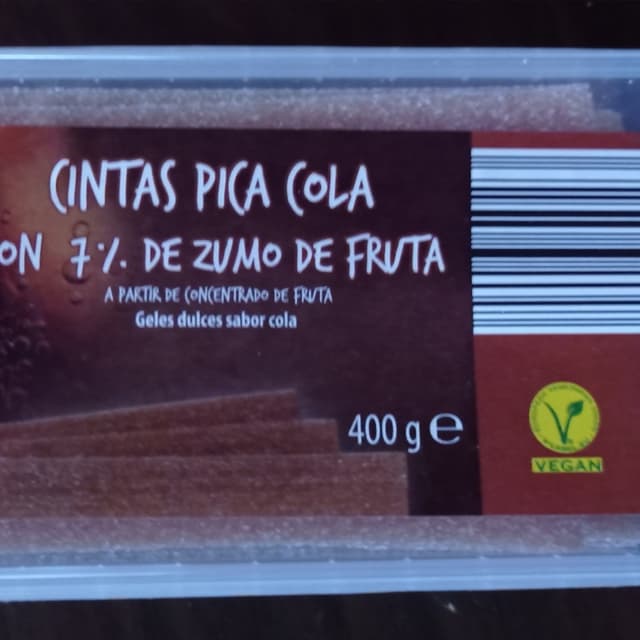 CINTAS PICA COLA
ON 7%. DE ZUMO DE FRUTA
A PARTIR DE CONCENTRADO DE FRUTA
Geles dulces sabor cola
400 g e
VEGAN